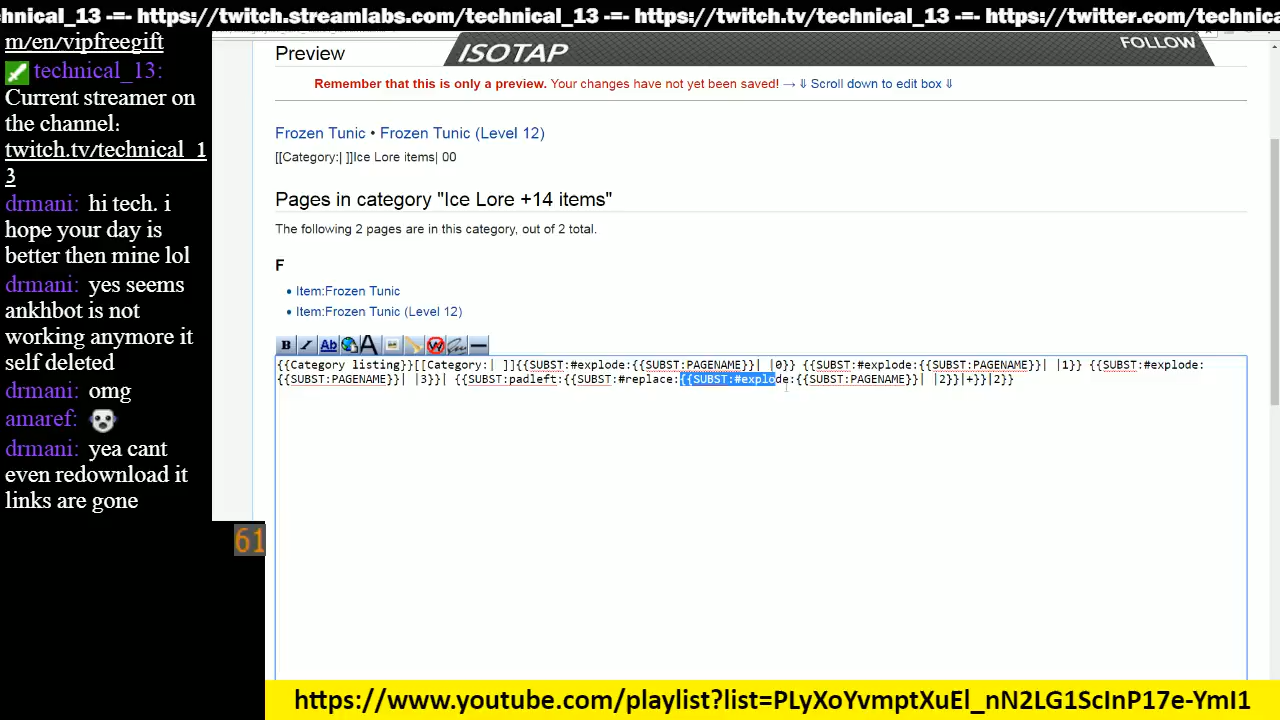 chnical_13 -=- https://twitch.streamlabs.com/technical_13 -=- https://twitch.tv/technical_13 -=- https://twitter.com/technica
m/en/vipfreegift
technical_13:
Current streamer on
the channel:
twitch.tv/technical_1
3
drmani: hi tech. i
hope your day is
better then mine lol
drmani: yes seems
ankhbot is not
working anymore it
self deleted
drmani: omg
amaref:
drmani: yea cant
even redownload it
links are gone
61
ISOTAP
FOLLOW
Preview
Remember that this is only a preview. Your changes have not yet been saved! → ⇓ Scroll down to edit box ⇓
Frozen Tunic • Frozen Tunic (Level 12)
[[Category:| ]]Ice Lore items| 00
Pages in category "Ice Lore +14 items"
The following 2 pages are in this category, out of 2 total.
F
• Item:Frozen Tunic
• Item:Frozen Tunic (Level 12)
B I Ab A W
{{Category listing}}[[Category:| ]]{{SUBST:#explode:{{SUBST:PAGENAME}}| |0}} {{SUBST:#explode:{{SUBST:PAGENAME}}| |1}} {{SUBST:#explode:
{{SUBST:PAGENAME}}| |3}}| {{SUBST:padleft:{{SUBST:#replace:{{SUBST:#explode:{{SUBST:PAGENAME}}| |2}}|+}}|2}}
https://www.youtube.com/playlist?list=PLyXoYvmptXuEl_nN2LG1ScInP17e-YmI1